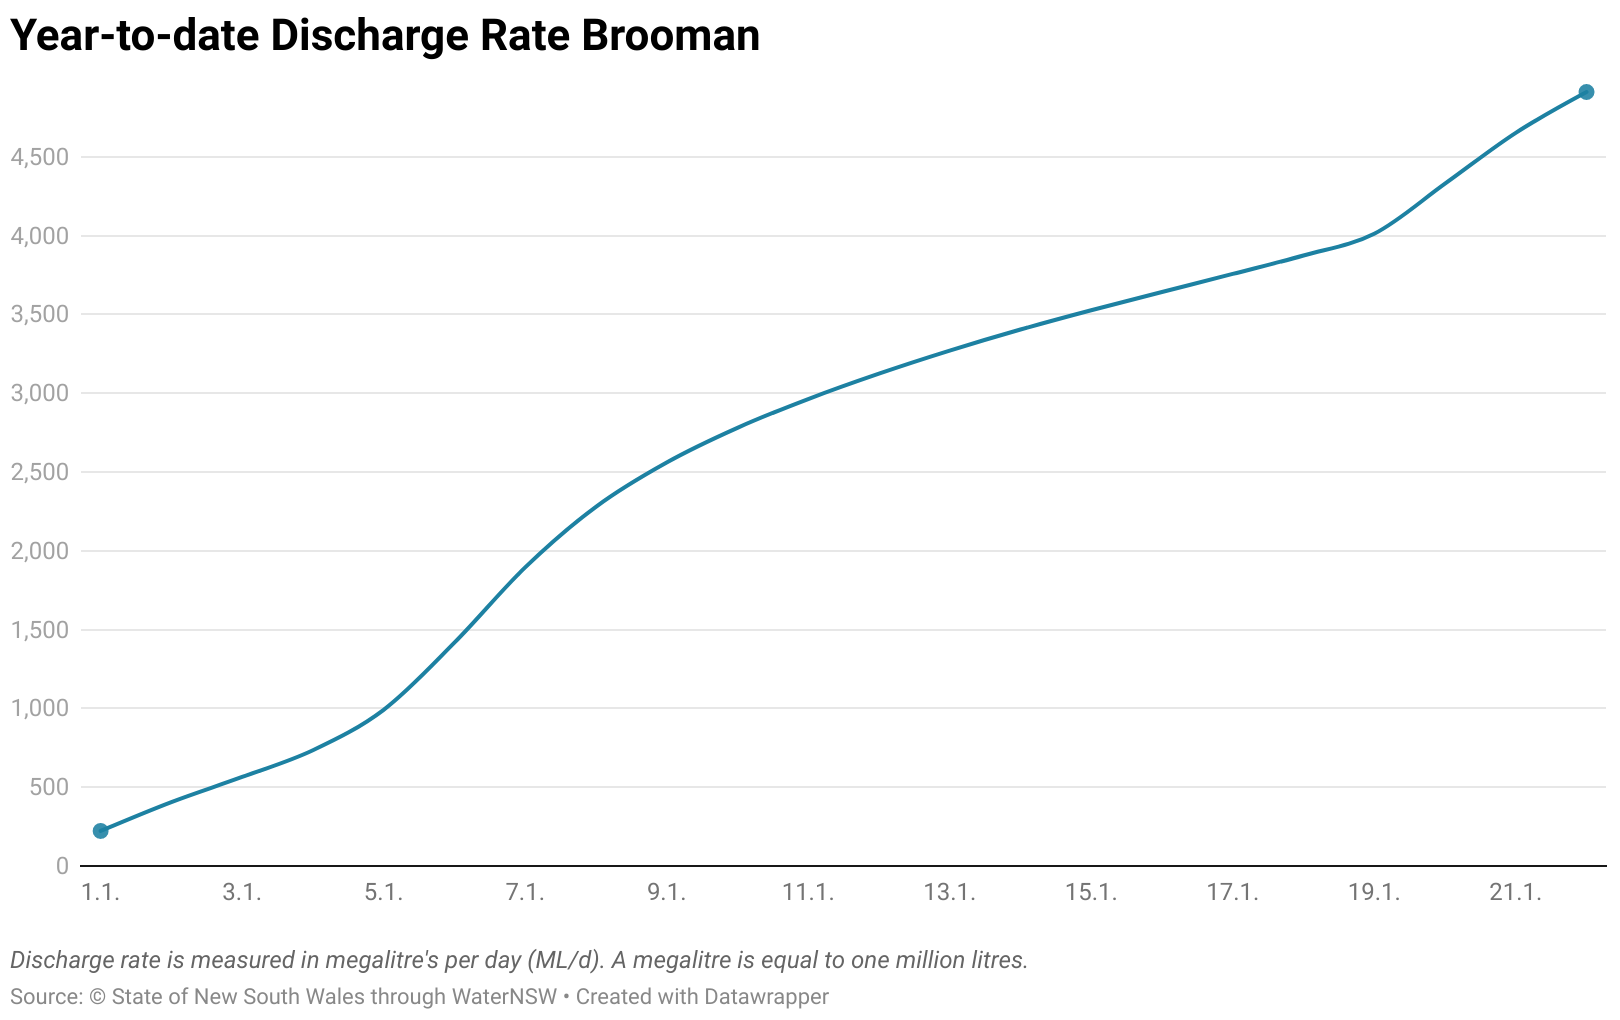 Year-to-date Discharge Rate Brooman
4,500
4,000
3,500
3,000
2,500
2,000
1,500
1,000
500
0
1.1. 3.1. 5.1. 7.1. 9.1. 11.1. 13.1. 15.1. 17.1. 19.1. 21.1.
Discharge rate is measured in megalitre's per day (ML/d). A megalitre is equal to one million litres.
Source: © State of New South Wales through WaterNSW • Created with Datawrapper